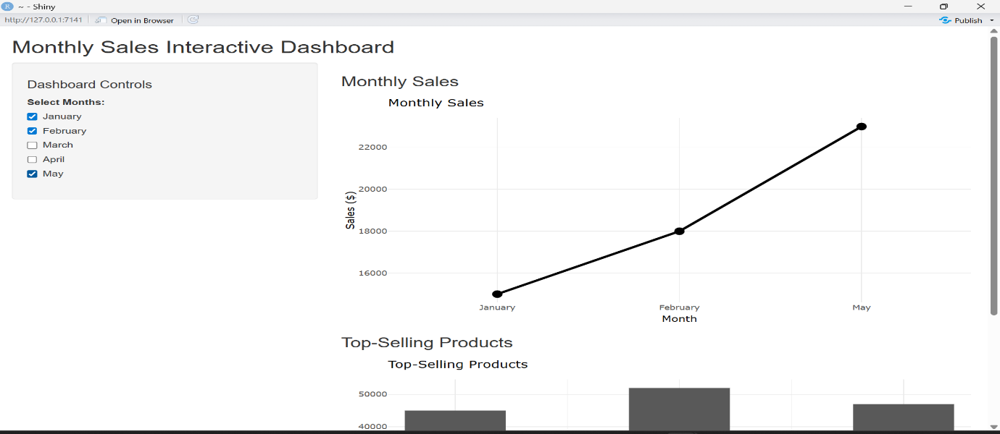 R ~ - Shiny
http://127.0.0.1:7141 Open in Browser Publish
Monthly Sales Interactive Dashboard
Dashboard Controls
Select Months:
January
February
March
April
May
Monthly Sales
Monthly Sales
22000
20000
18000
16000
Sales ($)
January February May
Month
Top-Selling Products
Top-Selling Products
50000
40000